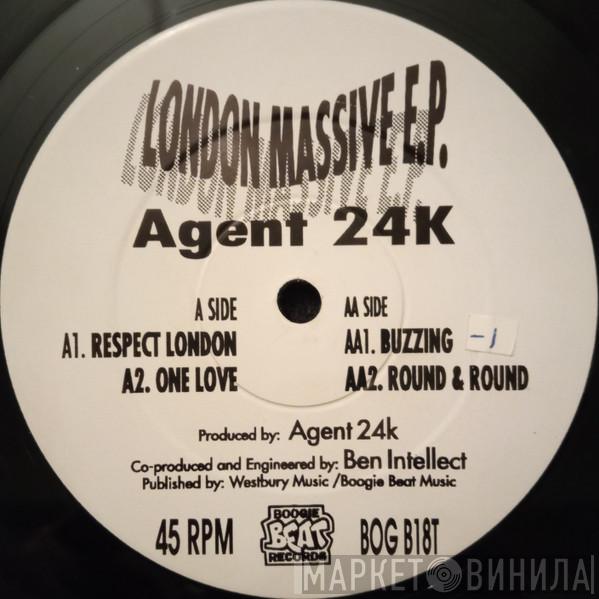 LONDON MASSIVE E.P.
Agent 24K
A SIDE
A1. RESPECT LONDON
A2. ONE LOVE
AA SIDE
AA1. BUZZING -1
AA2. ROUND & ROUND
Produced by: Agent 24k
Co-produced and Engineered by: Ben Intellect
Published by: Westbury Music /Boogie Beat Music
45 RPM
BOOGIE
BEAT
RECORDS
BOG B18T
МАРКЕТ ВИНИЛА